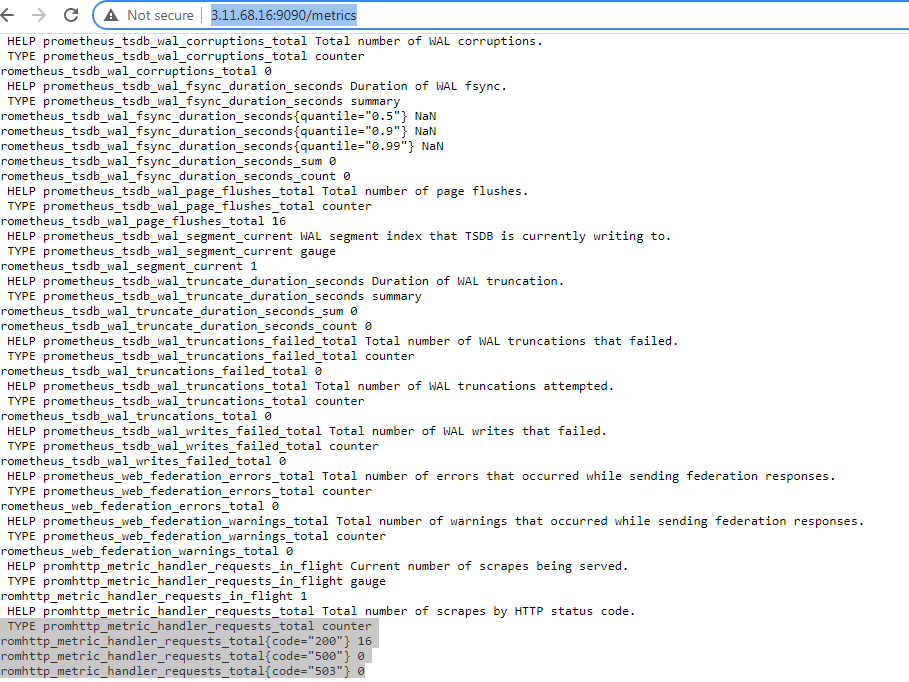 Not secure | 3.11.68.16:9090/metrics
HELP prometheus_tsdb_wal_corruptions_total Total number of WAL corruptions.
TYPE prometheus_tsdb_wal_corruptions_total counter
rometheus_tsdb_wal_corruptions_total 0
HELP prometheus_tsdb_wal_fsync_duration_seconds Duration of WAL fsync.
TYPE prometheus_tsdb_wal_fsync_duration_seconds summary
rometheus_tsdb_wal_fsync_duration_seconds{quantile="0.5"} NaN
rometheus_tsdb_wal_fsync_duration_seconds{quantile="0.9"} NaN
rometheus_tsdb_wal_fsync_duration_seconds{quantile="0.99"} NaN
rometheus_tsdb_wal_fsync_duration_seconds_sum 0
rometheus_tsdb_wal_fsync_duration_seconds_count 0
HELP prometheus_tsdb_wal_page_flushes_total Total number of page flushes.
TYPE prometheus_tsdb_wal_page_flushes_total counter
rometheus_tsdb_wal_page_flushes_total 16
HELP prometheus_tsdb_wal_segment_current WAL segment index that TSDB is currently writing to.
TYPE prometheus_tsdb_wal_segment_current gauge
rometheus_tsdb_wal_segment_current 1
HELP prometheus_tsdb_wal_truncate_duration_seconds Duration of WAL truncation.
TYPE prometheus_tsdb_wal_truncate_duration_seconds summary
rometheus_tsdb_wal_truncate_duration_seconds_sum 0
rometheus_tsdb_wal_truncate_duration_seconds_count 0
HELP prometheus_tsdb_wal_truncations_failed_total Total number of WAL truncations that failed.
TYPE prometheus_tsdb_wal_truncations_failed_total counter
rometheus_tsdb_wal_truncations_failed_total 0
HELP prometheus_tsdb_wal_truncations_total Total number of WAL truncations attempted.
TYPE prometheus_tsdb_wal_truncations_total counter
rometheus_tsdb_wal_truncations_total 0
HELP prometheus_tsdb_wal_writes_failed_total Total number of WAL writes that failed.
TYPE prometheus_tsdb_wal_writes_failed_total counter
rometheus_tsdb_wal_writes_failed_total 0
HELP prometheus_web_federation_errors_total Total number of errors that occurred while sending federation responses.
TYPE prometheus_web_federation_errors_total counter
rometheus_web_federation_errors_total 0
HELP prometheus_web_federation_warnings_total Total number of warnings that occurred while sending federation responses.
TYPE prometheus_web_federation_warnings_total counter
rometheus_web_federation_warnings_total 0
HELP promhttp_metric_handler_requests_in_flight Current number of scrapes being served.
TYPE promhttp_metric_handler_requests_in_flight gauge
romhttp_metric_handler_requests_in_flight 1
HELP promhttp_metric_handler_requests_total Total number of scrapes by HTTP status code.
TYPE promhttp_metric_handler_requests_total counter
romhttp_metric_handler_requests_total{code="200"} 16
romhttp_metric_handler_requests_total{code="500"} 0
romhttp_metric_handler_requests_total{code="503"} 0